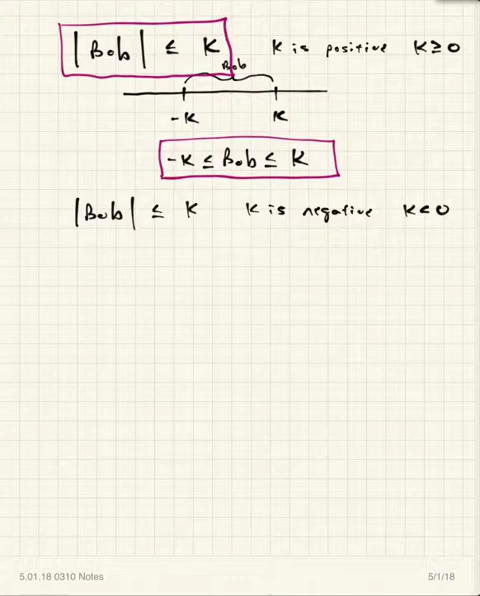 |Bob| ≤ K K is positive K ≥ 0
Bob
-K K
-K ≤ Bob ≤ K
|Bob| ≤ K K is negative K < 0
5.01.18 0310 Notes 5/1/18